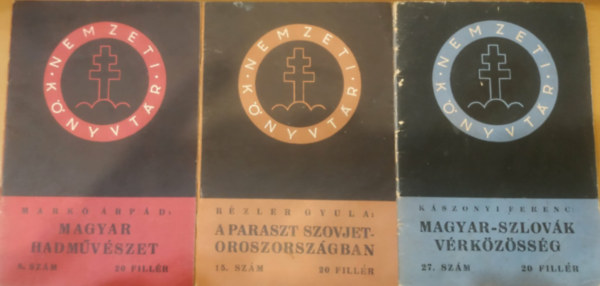 NEMZETI KÖNYVTÁR
MARKÓ ÁRPÁD:
MAGYAR
HADMŰVÉSZET
SZÁM
20 FILLÉR
NEMZETI KÖNYVTÁR
RÉZLER GYULA:
A PARASZT SZOVJET-
OROSZORSZÁGBAN
15. SZÁM
20 FILLÉR
NEMZETI KÖNYVTÁR
KÁSZONYI FERENC:
MAGYAR-SZLOVÁK
VÉRKÖZÖSSÉG
27. SZÁM
20 FILLÉR